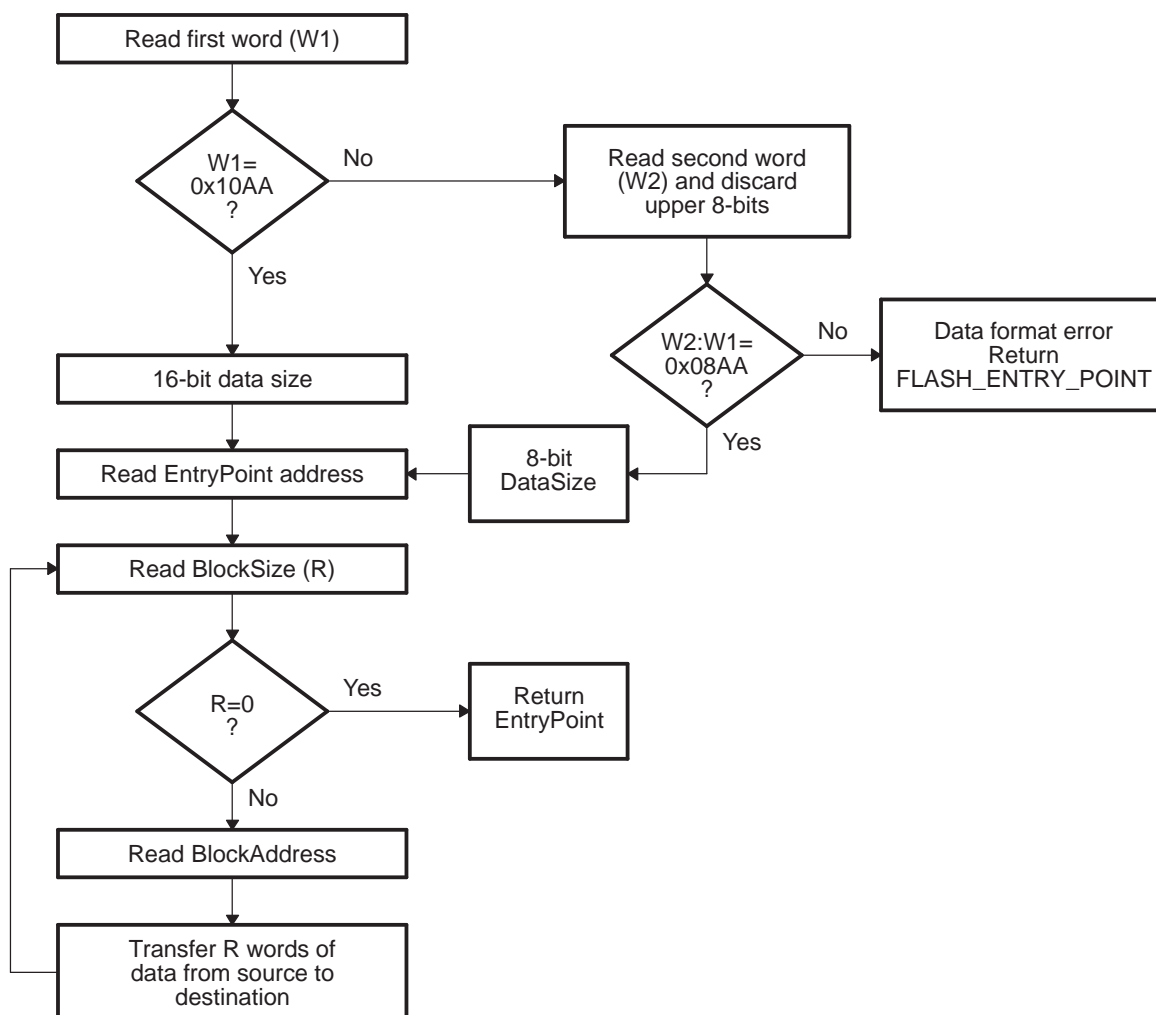 Read first word (W1)
W1=
0x10AA
?
No
Read second word
(W2) and discard
upper 8-bits
Yes
W2:W1=
0x08AA
?
No
Data format error
Return
FLASH_ENTRY_POINT
16-bit data size
Yes
8-bit
DataSize
Read EntryPoint address
Read BlockSize (R)
R=0
?
Yes
Return
EntryPoint
No
Read BlockAddress
Transfer R words of
data from source to
destination